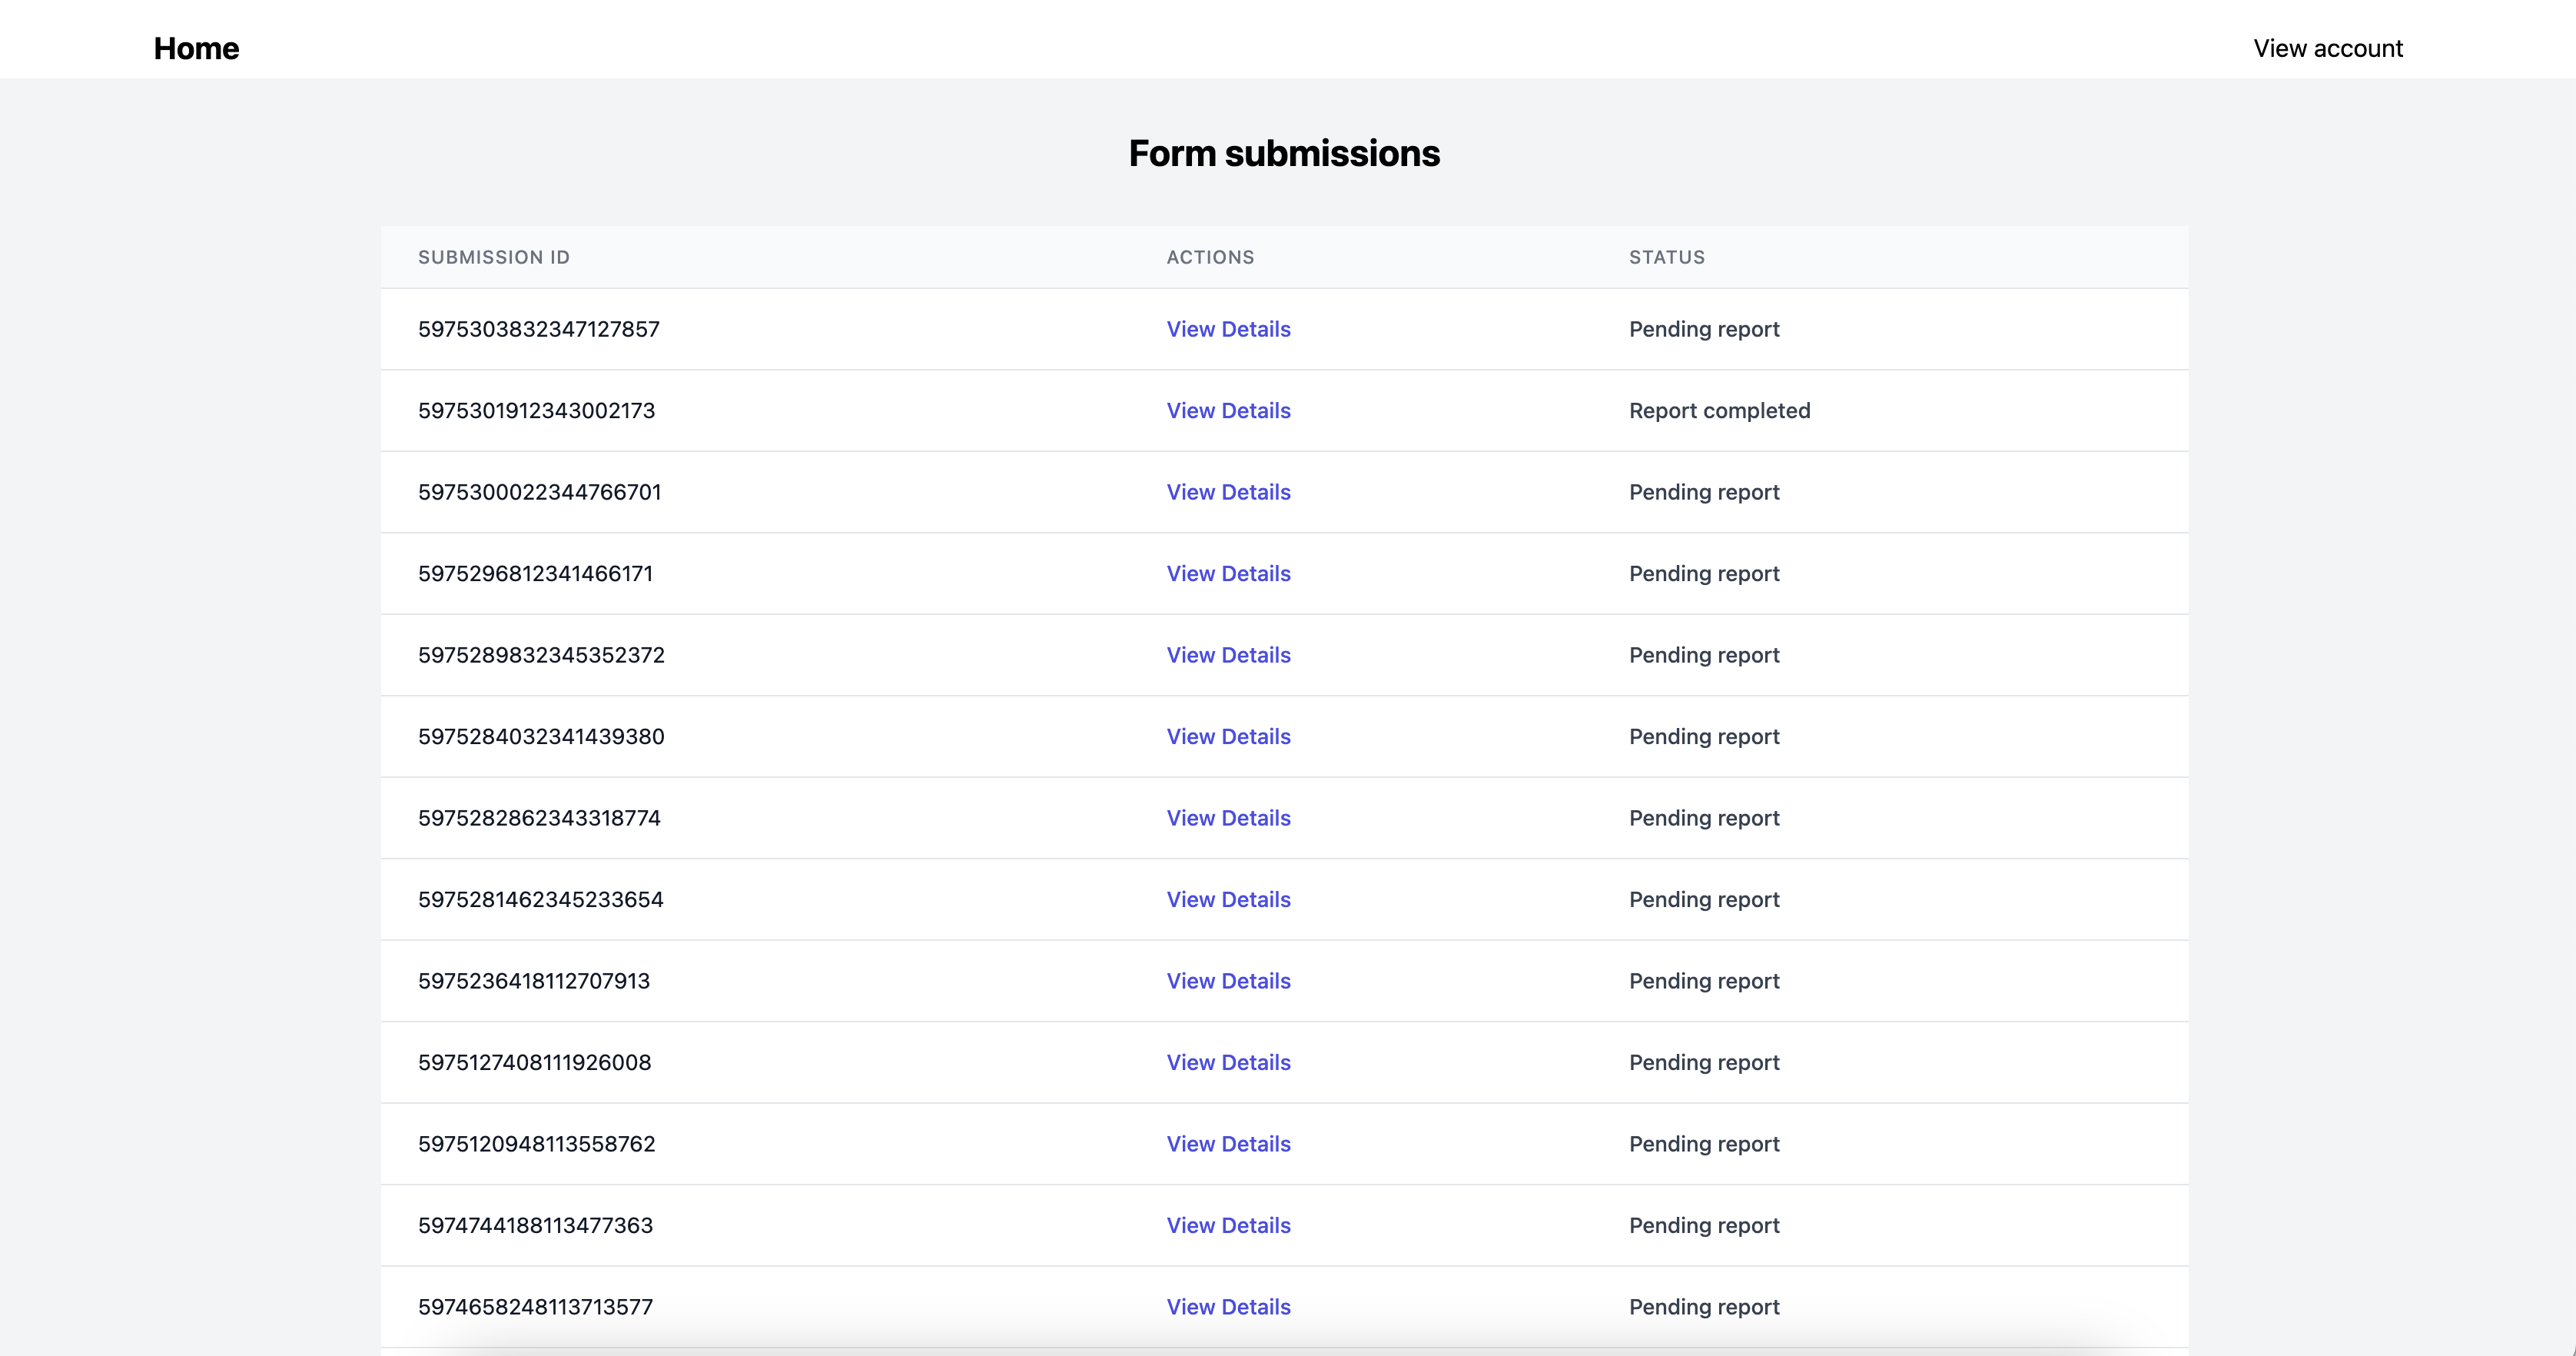 Home View account
Form submissions
SUBMISSION ID ACTIONS STATUS
5975303832347127857 View Details Pending report
5975301912343002173 View Details Report completed
5975300022344766701 View Details Pending report
5975296812341466171 View Details Pending report
5975289832345352372 View Details Pending report
5975284032341439380 View Details Pending report
5975282862343318774 View Details Pending report
5975281462345233654 View Details Pending report
5975236418112707913 View Details Pending report
5975127408111926008 View Details Pending report
5975120948113558762 View Details Pending report
5974744188113477363 View Details Pending report
5974658248113713577 View Details Pending report